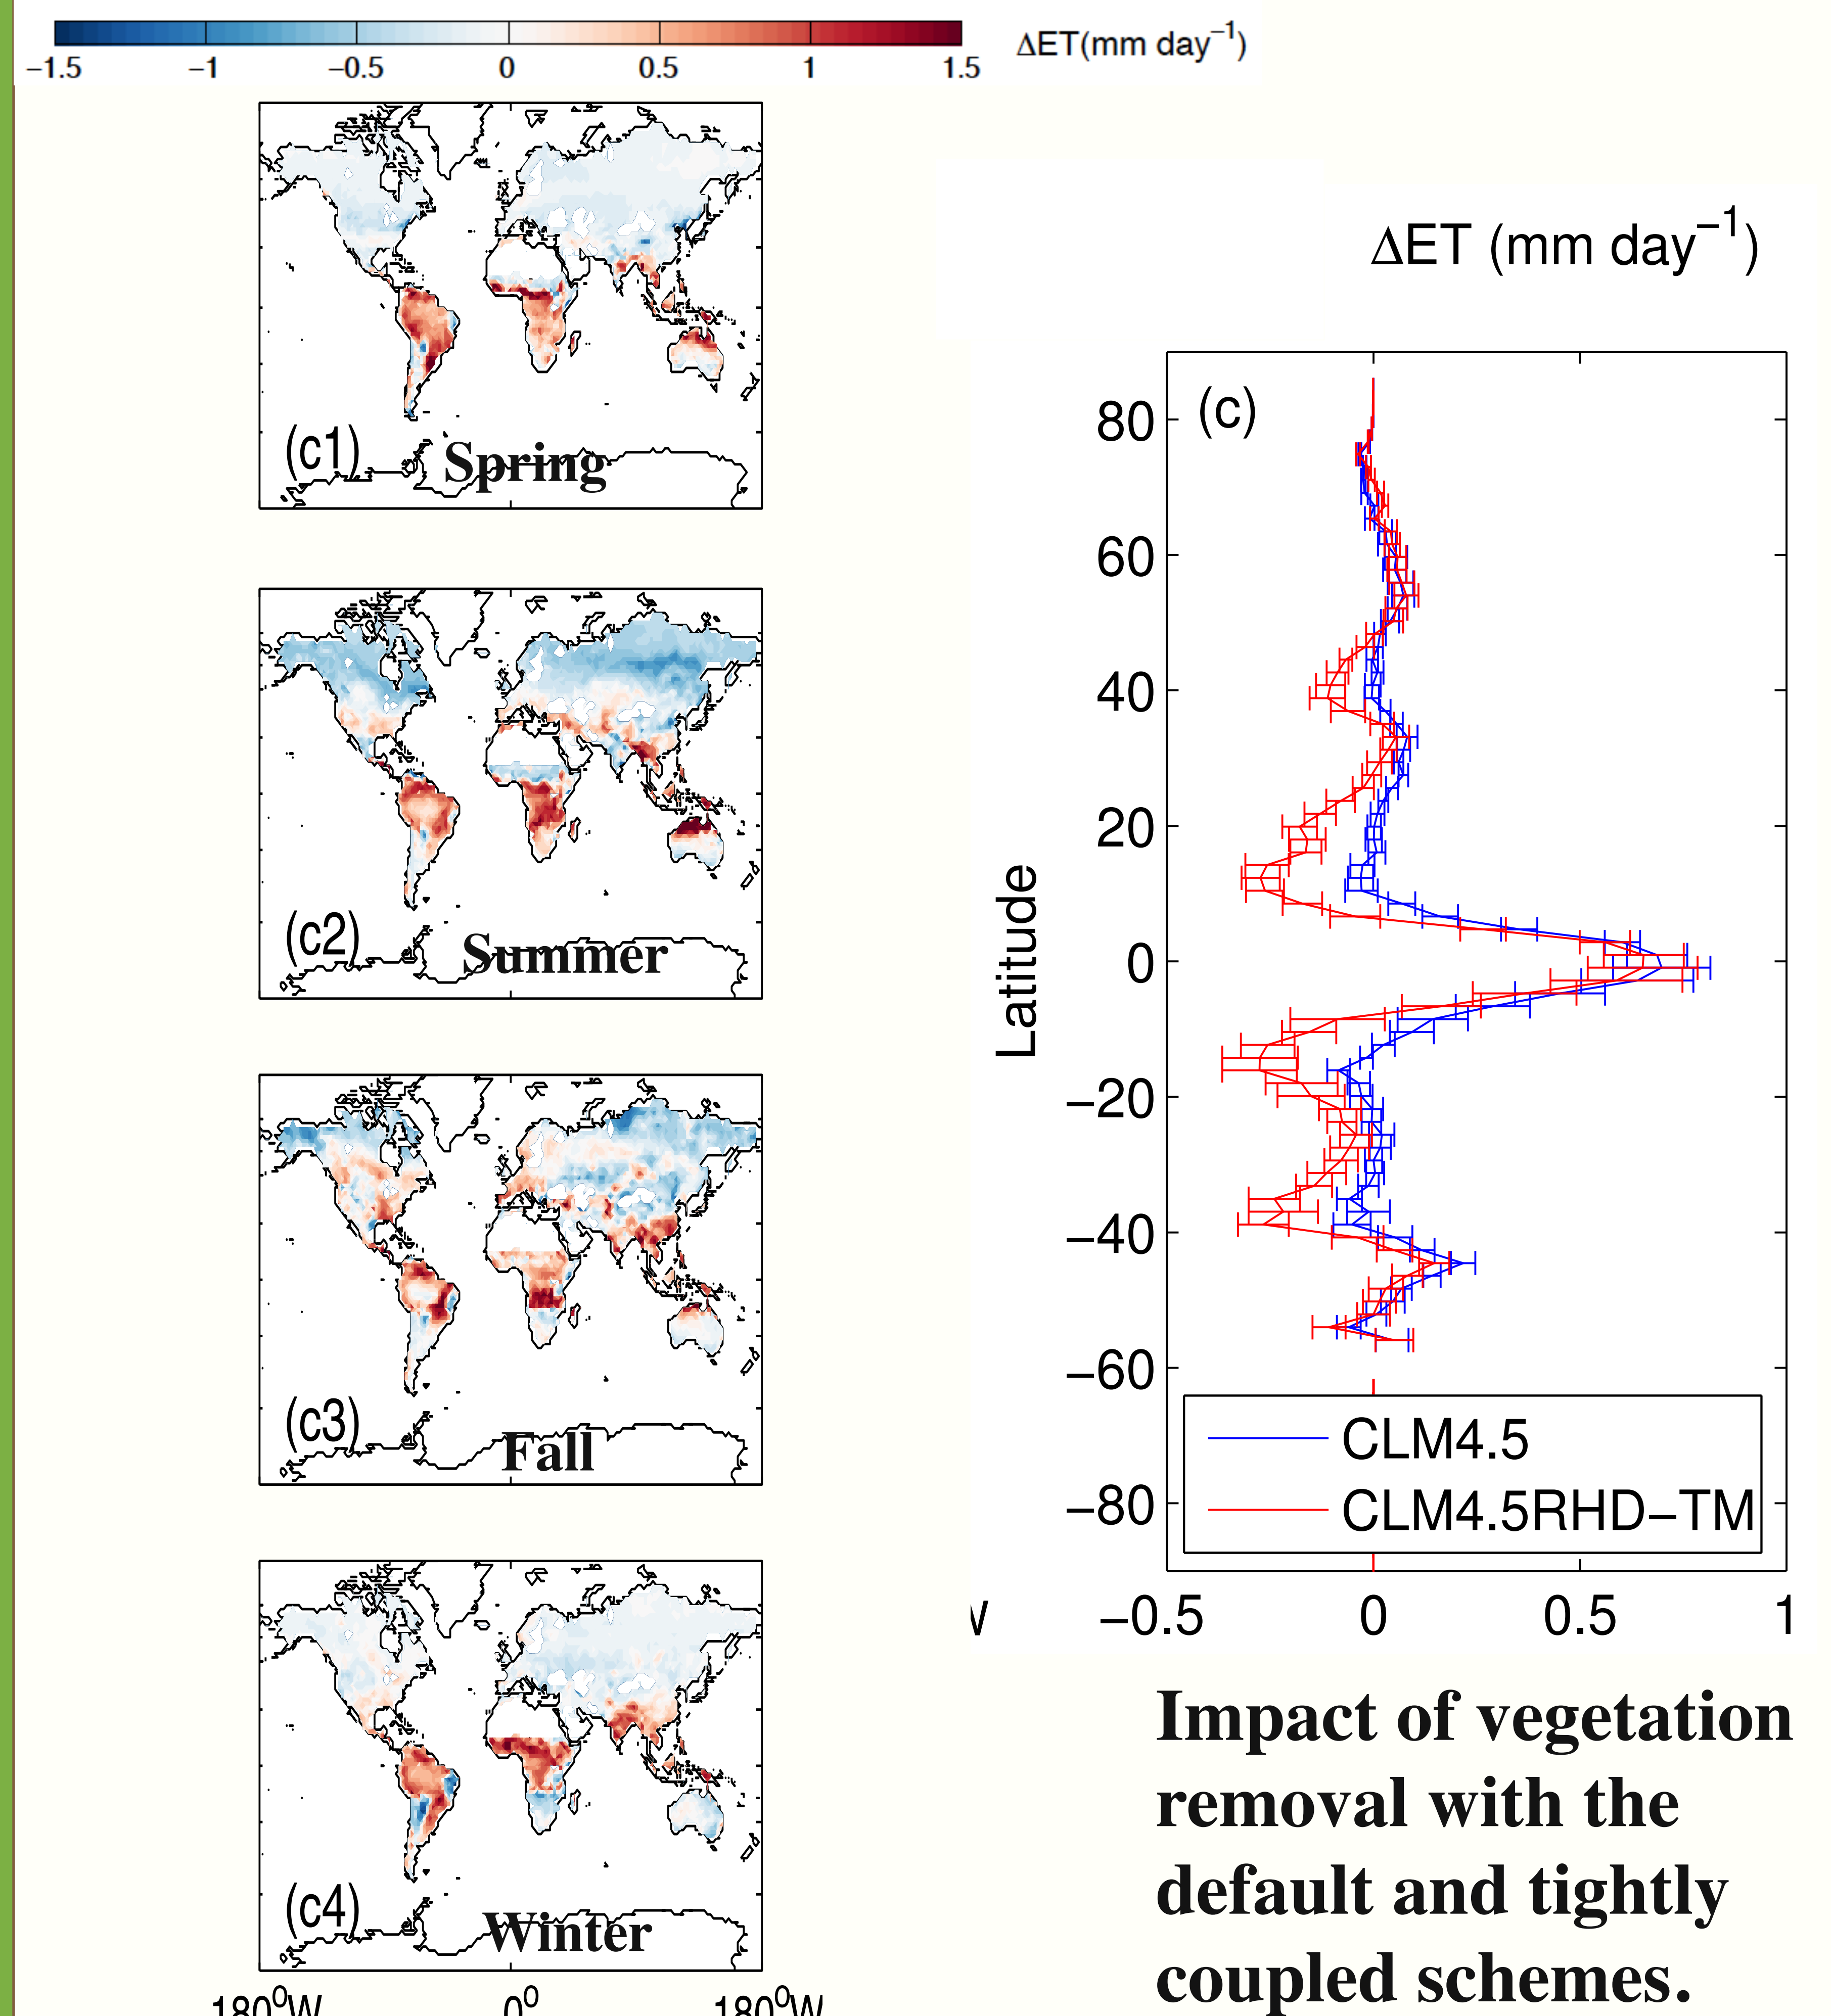 −1.5 −1 −0.5 0 0.5 1 1.5 ΔET(mm day⁻¹)
(c1) Spring
(c2) Summer
(c3) Fall
(c4) Winter
180⁰W 0⁰ 180⁰W
ΔET (mm day⁻¹)
(c)
Latitude
80
60
40
20
0
−20
−40
−60
−80
CLM4.5
CLM4.5RHD−TM
−0.5 0 0.5 1
Impact of vegetation
removal with the
default and tightly
coupled schemes.